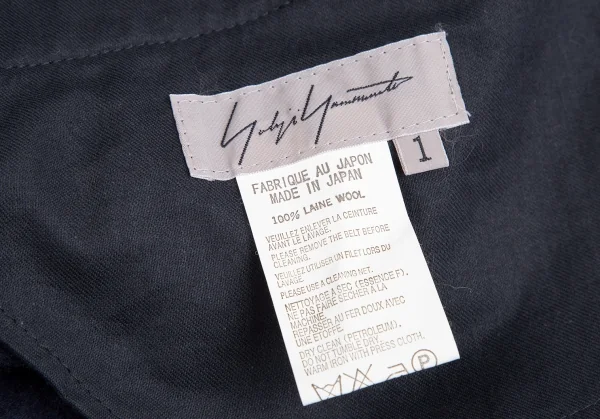 Yohji Yamamoto
1
FABRIQUE AU JAPON
MADE IN JAPAN
100% LAINE WOOL
VEUILLEZ ENLEVER LA CEINTURE
AVANT LE LAVAGE.
PLEASE REMOVE THE BELT BEFORE
CLEANING.
VEUILLEZ UTILISER UN FILET LORS DU
LAVAGE
PLEASE USE A CLEANING NET.
NETTOYAGE A SEC (ESSENCE F).
NE PAS FAIRE SECHER A LA
MACHINE.
REPASSER AU FER DOUX AVEC
UNE ETOFFE.
DRY CLEAN (PETROLEUM).
DO NOT TUMBLE DRY.
WARM IRON WITH PRESS CLOTH.
P